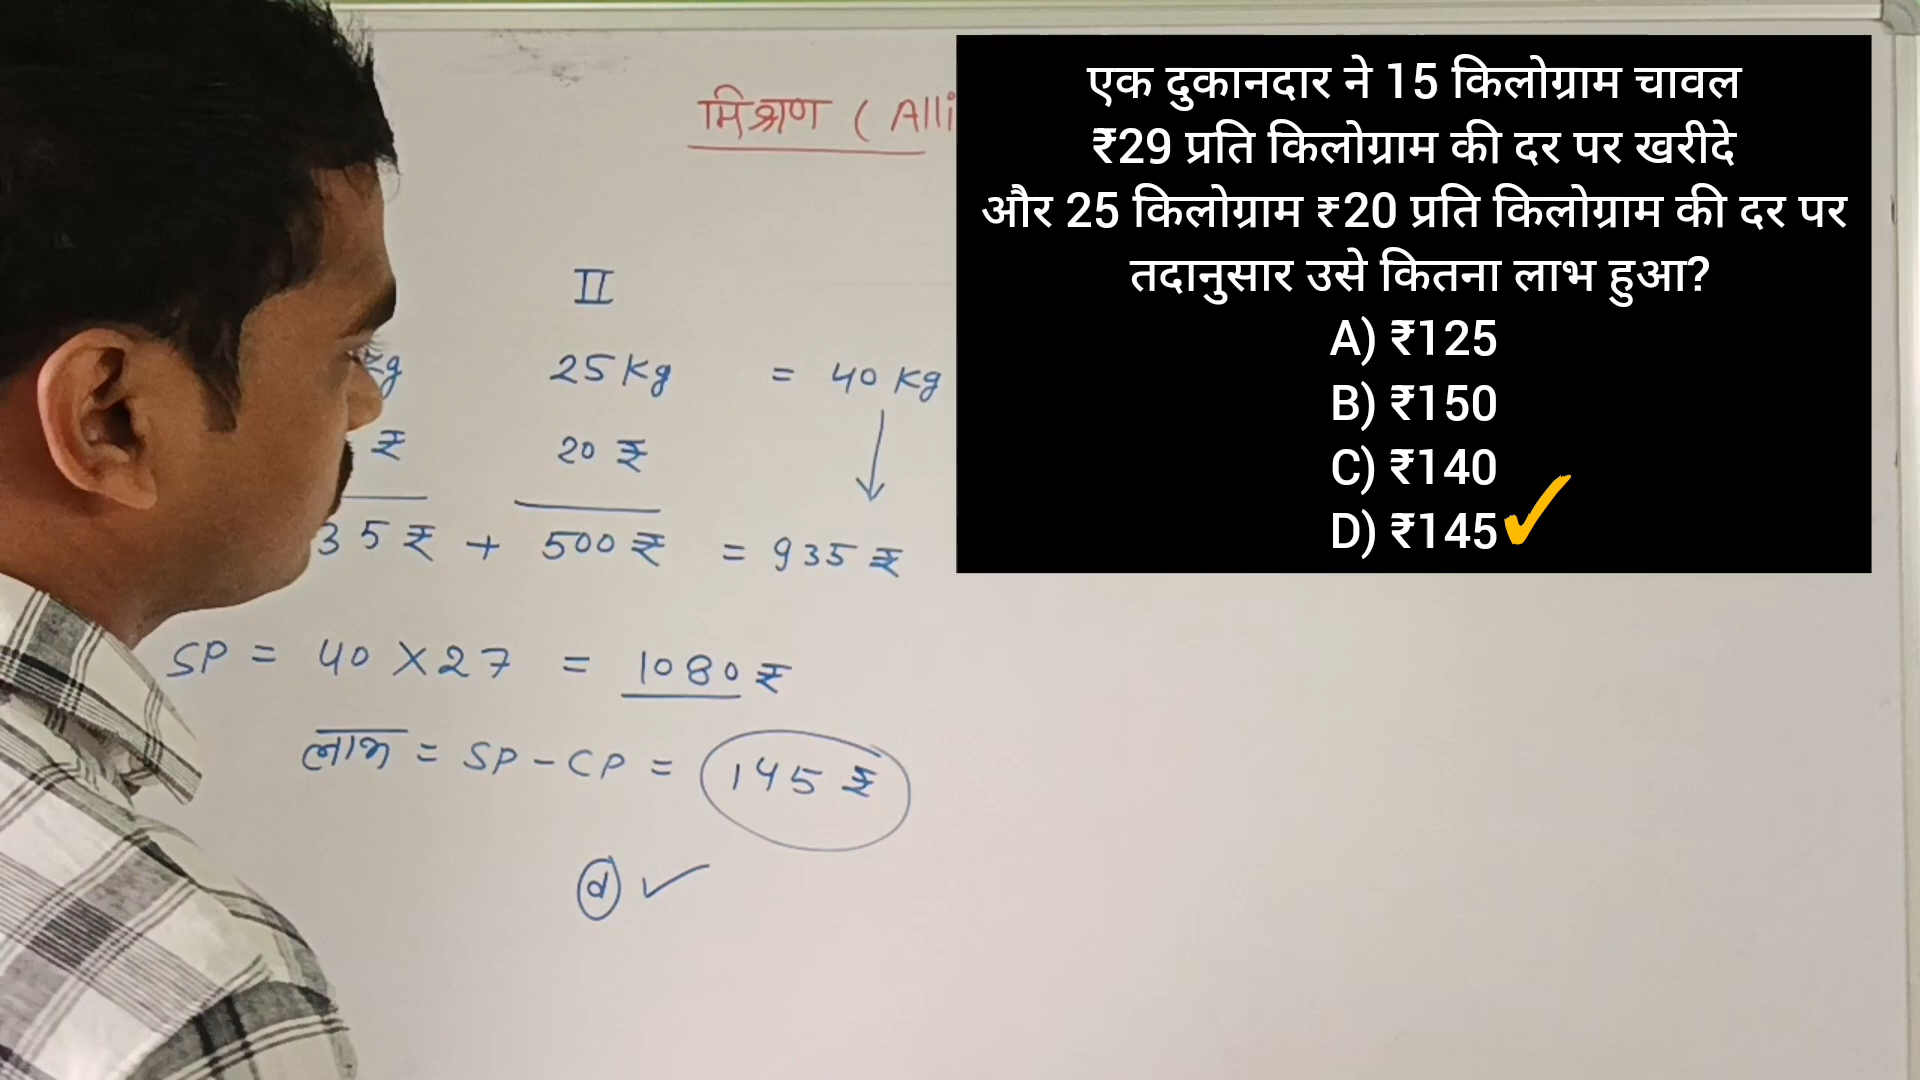 मिश्रण ( Alli
एक दुकानदार ने 15 किलोग्राम चावल
₹29 प्रति किलोग्राम की दर पर खरीदे
और 25 किलोग्राम ₹20 प्रति किलोग्राम की दर पर
तदानुसार उसे कितना लाभ हुआ?
A) ₹125
B) ₹150
C) ₹140
D) ₹145
II
kg 25 kg = 40 kg
₹ 20 ₹
35 ₹ + 500 ₹ = 935 ₹
SP = 40 × 27 = 1080 ₹
लाभ = SP - CP = 145 ₹
d ✓